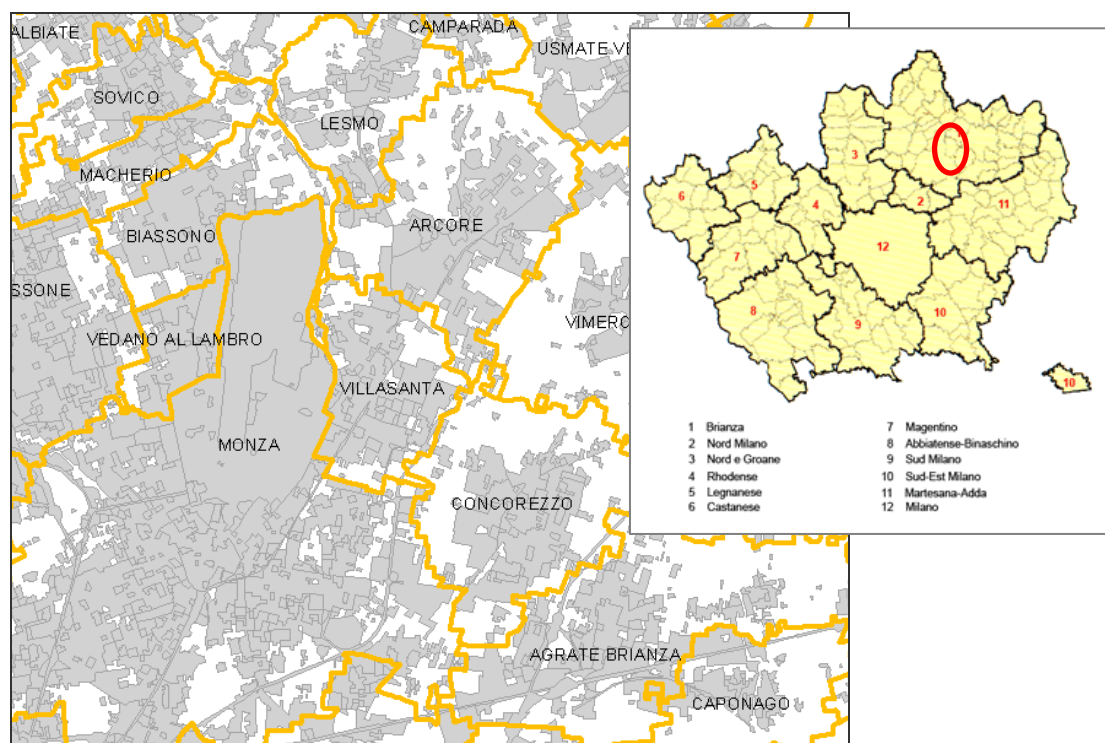 ALBIATE
CAMPARADA
USMATE VE
SOVICO
LESMO
MACHERIO
BIASSONO
ARCORE
SSONE
VEDANO AL LAMBRO
VIMERC
VILLASANTA
MONZA
CONCOREZZO
AGRATE BRIANZA
CAPONAGO
1
3
2
5
6
4
11
7
12
8
9
10
10
1 Brianza
2 Nord Milano
3 Nord e Groane
4 Rhodense
5 Legnanese
6 Castanese
7 Magentino
8 Abbiatense-Binaschino
9 Sud Milano
10 Sud-Est Milano
11 Martesana-Adda
12 Milano